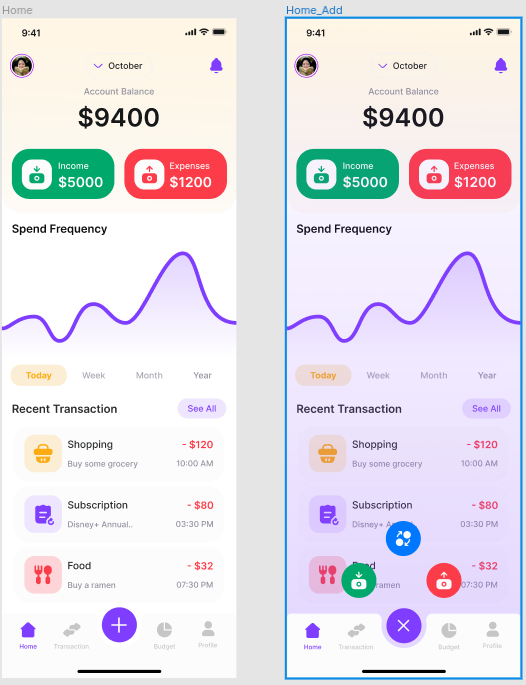 Home
9:41
October
Account Balance
$9400
Income
$5000
Expenses
$1200
Spend Frequency
Today
Week
Month
Year
Recent Transaction
See All
Shopping
- $120
Buy some grocery
10:00 AM
Subscription
- $80
Disney+ Annual..
03:30 PM
Food
- $32
Buy a ramen
07:30 PM
Home
Transaction
Budget
Profile
Home_Add
9:41
October
Account Balance
$9400
Income
$5000
Expenses
$1200
Spend Frequency
Today
Week
Month
Year
Recent Transaction
See All
Shopping
- $120
Buy some grocery
10:00 AM
Subscription
- $80
Disney+
03:30 PM
- $32
ramen
07:30 PM
Home
Transaction
Budget
Profile